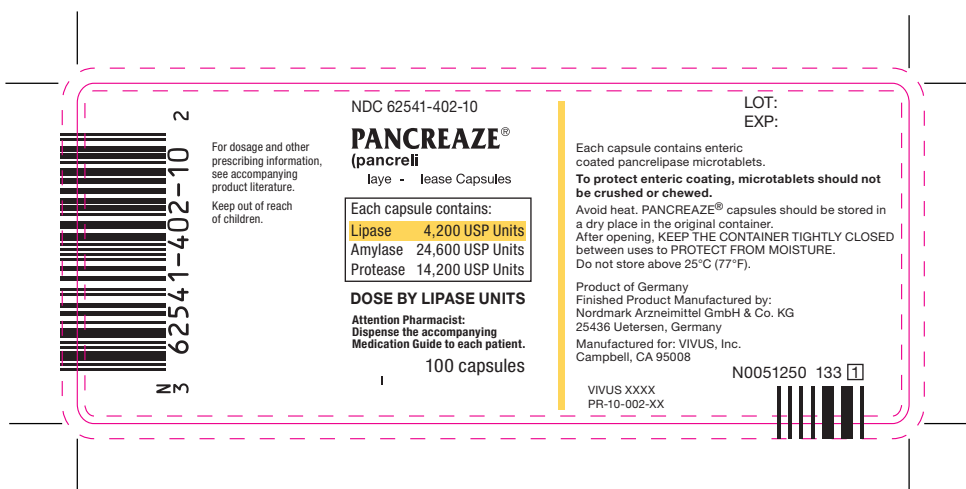 3 62541-402-10 2
N
For dosage and other
prescribing information,
see accompanying
product literature.
Keep out of reach
of children.
NDC 62541-402-10
PANCREAZE®
(pancreli
laye - lease Capsules
Each capsule contains:
Lipase 4,200 USP Units
Amylase 24,600 USP Units
Protease 14,200 USP Units
DOSE BY LIPASE UNITS
Attention Pharmacist:
Dispense the accompanying
Medication Guide to each patient.
100 capsules
LOT:
EXP:
Each capsule contains enteric
coated pancrelipase microtablets.
To protect enteric coating, microtablets should not
be crushed or chewed.
Avoid heat. PANCREAZE® capsules should be stored in
a dry place in the original container.
After opening, KEEP THE CONTAINER TIGHTLY CLOSED
between uses to PROTECT FROM MOISTURE.
Do not store above 25°C (77°F).
Product of Germany
Finished Product Manufactured by:
Nordmark Arzneimittel GmbH & Co. KG
25436 Uetersen, Germany
Manufactured for: VIVUS, Inc.
Campbell, CA 95008
N0051250 133 1
VIVUS XXXX
PR-10-002-XX